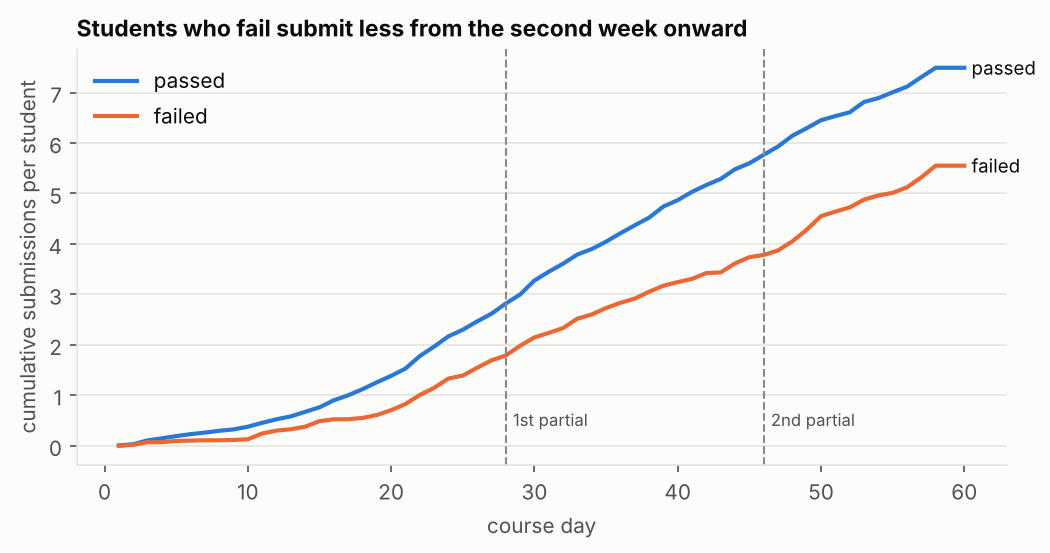 Students who fail submit less from the second week onward
passed
failed
passed
failed
cumulative submissions per student
7
6
5
4
3
2
1
0
1st partial
2nd partial
0 10 20 30 40 50 60
course day